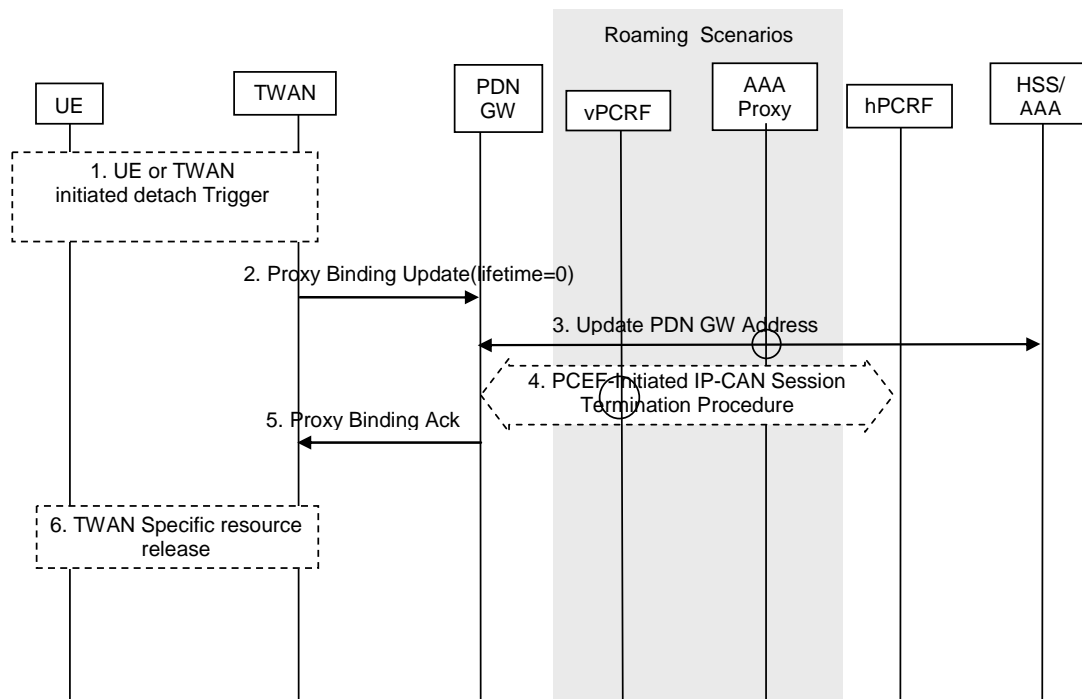 Roaming Scenarios
UE
TWAN
PDN
GW
vPCRF
AAA
Proxy
hPCRF
HSS/
AAA
1. UE or TWAN
initiated detach Trigger
2. Proxy Binding Update(lifetime=0)
3. Update PDN GW Address
4. PCEF-Initiated IP-CAN Session
Termination Procedure
5. Proxy Binding Ack
6. TWAN Specific resource
release